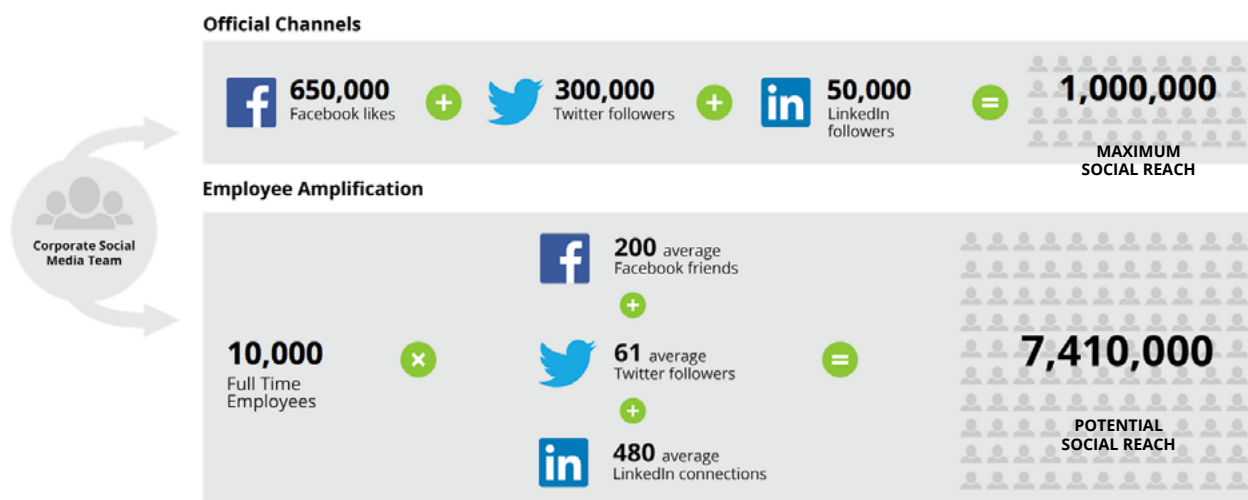 Official Channels
650,000
Facebook likes
+
300,000
Twitter followers
+
in
50,000
LinkedIn
followers
=
1,000,000
MAXIMUM
SOCIAL REACH
Corporate Social
Media Team
Employee Amplification
10,000
Full Time
Employees
×
200 average
Facebook friends
+
61 average
Twitter followers
+
in
480 average
LinkedIn connections
=
7,410,000
POTENTIAL
SOCIAL REACH